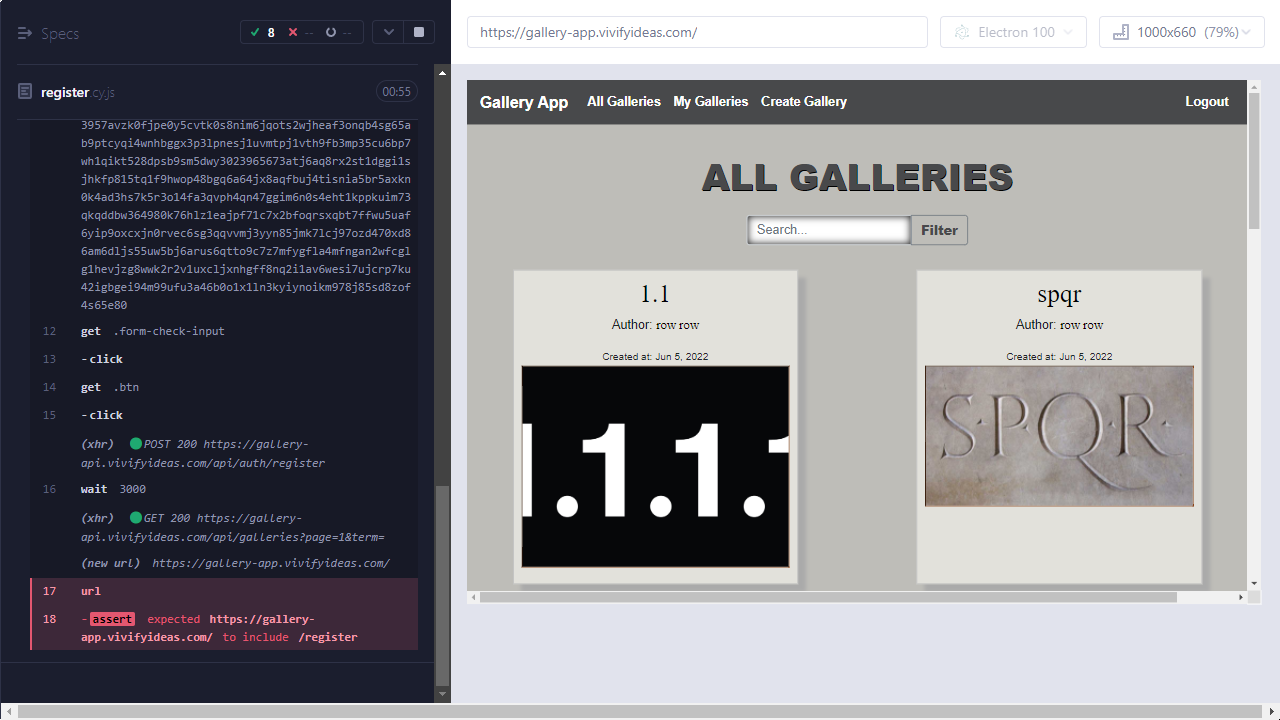 Specs
8
--
--
https://gallery-app.vivifyideas.com/
Electron 100
1000x660 (79%)
register.cy.js
00:55
3957avzk0fjpe0y5cvtk0s8nim6jqots2wjheaf3onqb4sg65a
b9ptcyqi4wnhbggx3p3lpnesj1uvmtpj1vth9fb3mp35cu6bp7
wh1qikt528dpsb9sm5dwy3023965673atj6aq8rx2st1dggi1s
jhkfp815tq1f9hwop48bgq6a64jx8aqfbuj4tisnia5br5axkn
0k4ad3hs7k5r3o14fa3qvph4qn47ggim6n0s4eht1kppkuim73
qkqddbw364980k76hlz1eajpf71c7x2bfoqrsxqbt7ffwu5uaf
6yip9oxcxjn0rvec6sg3qqvvmj3yyn85jmk71cj97ozd470xd8
6am6dljs55uw5bj6arus6qtto9c7z7mfygfla4mfngan2wfcgl
g1hevjzg8wwk2r2v1uxcljxnhgff8nq2i1av6wesi7ujcrp7ku
42igbgei94m99ufu3a46b0o1x1ln3kyiynoikm978j85sd8zof
4s65e80
12 get .form-check-input
13 -click
14 get .btn
15 -click
(xhr) POST 200 https://gallery-
api.vivifyideas.com/api/auth/register
16 wait 3000
(xhr) GET 200 https://gallery-
api.vivifyideas.com/api/galleries?page=1&term=
(new url) https://gallery-app.vivifyideas.com/
17 url
18 -assert expected https://gallery-
app.vivifyideas.com/ to include /register
Gallery App All Galleries My Galleries Create Gallery Logout
ALL GALLERIES
Search... Filter
1.1
Author: row row
Created at: Jun 5, 2022
1.1.1.1
spqr
Author: row row
Created at: Jun 5, 2022
S·P·Q·R·